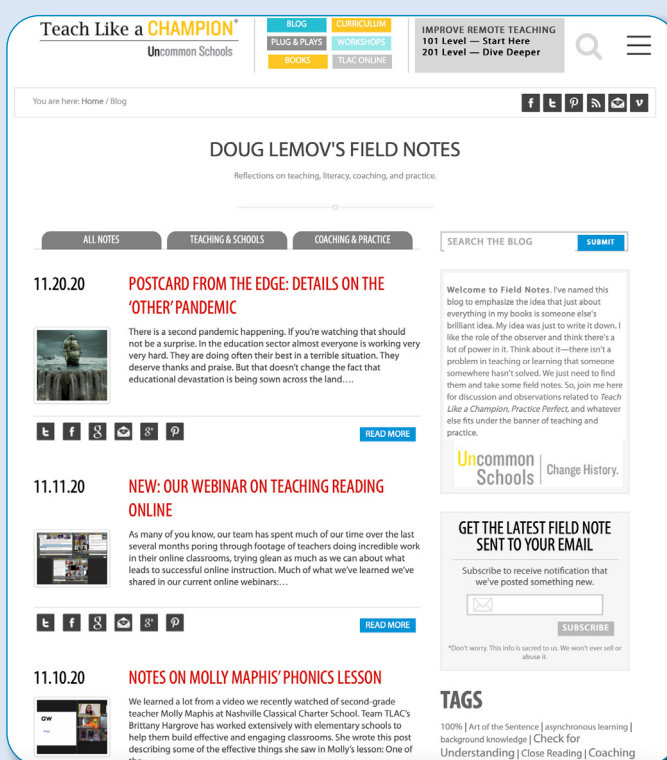 Teach Like a CHAMPION®
Uncommon Schools
BLOG
CURRICULUM
PLUG & PLAYS
WORKSHOPS
BOOKS
TLAC ONLINE
IMPROVE REMOTE TEACHING
101 Level — Start Here
201 Level — Dive Deeper
You are here: Home / Blog
DOUG LEMOV'S FIELD NOTES
Reflections on teaching, literacy, coaching, and practice.
ALL NOTES
TEACHING & SCHOOLS
COACHING & PRACTICE
11.20.20
POSTCARD FROM THE EDGE: DETAILS ON THE
'OTHER' PANDEMIC
There is a second pandemic happening. If you're watching that should
not be a surprise. In the education sector almost everyone is working very
very hard. They are doing often their best in a terrible situation. They
deserve thanks and praise. But that doesn't change the fact that
educational devastation is being sown across the land….
READ MORE
11.11.20
NEW: OUR WEBINAR ON TEACHING READING
ONLINE
As many of you know, our team has spent much of our time over the last
several months poring through footage of teachers doing incredible work
in their online classrooms, trying glean as much as we can about what
leads to successful online instruction. Much of what we've learned we've
shared in our current online webinars:…
READ MORE
11.10.20
NOTES ON MOLLY MAPHIS' PHONICS LESSON
We learned a lot from a video we recently watched of second-grade
teacher Molly Maphis at Nashville Classical Charter School. Team TLAC's
Brittany Hargrove has worked extensively with elementary schools to
help them build effective and engaging classrooms. She wrote this post
describing some of the effective things she saw in Molly's lesson: One of
aw
SEARCH THE BLOG
SUBMIT
Welcome to Field Notes. I've named this
blog to emphasize the idea that just about
everything in my books is someone else's
brilliant idea. My idea was just to write it down. I
like the role of the observer and think there's a
lot of power in it. Think about it—there isn't a
problem in teaching or learning that someone
somewhere hasn't solved. We just need to find
them and take some field notes. So, join me here
for discussion and observations related to Teach
Like a Champion, Practice Perfect, and whatever
else fits under the banner of teaching and
practice.
Uncommon
Schools
Change History.
GET THE LATEST FIELD NOTE
SENT TO YOUR EMAIL
Subscribe to receive notification that
we've posted something new.
SUBSCRIBE
*Don't worry. This info is sacred to us. We won't ever sell or
abuse it.
TAGS
100% | Art of the Sentence | asynchronous learning |
background knowledge | Check for
Understanding | Close Reading | Coaching